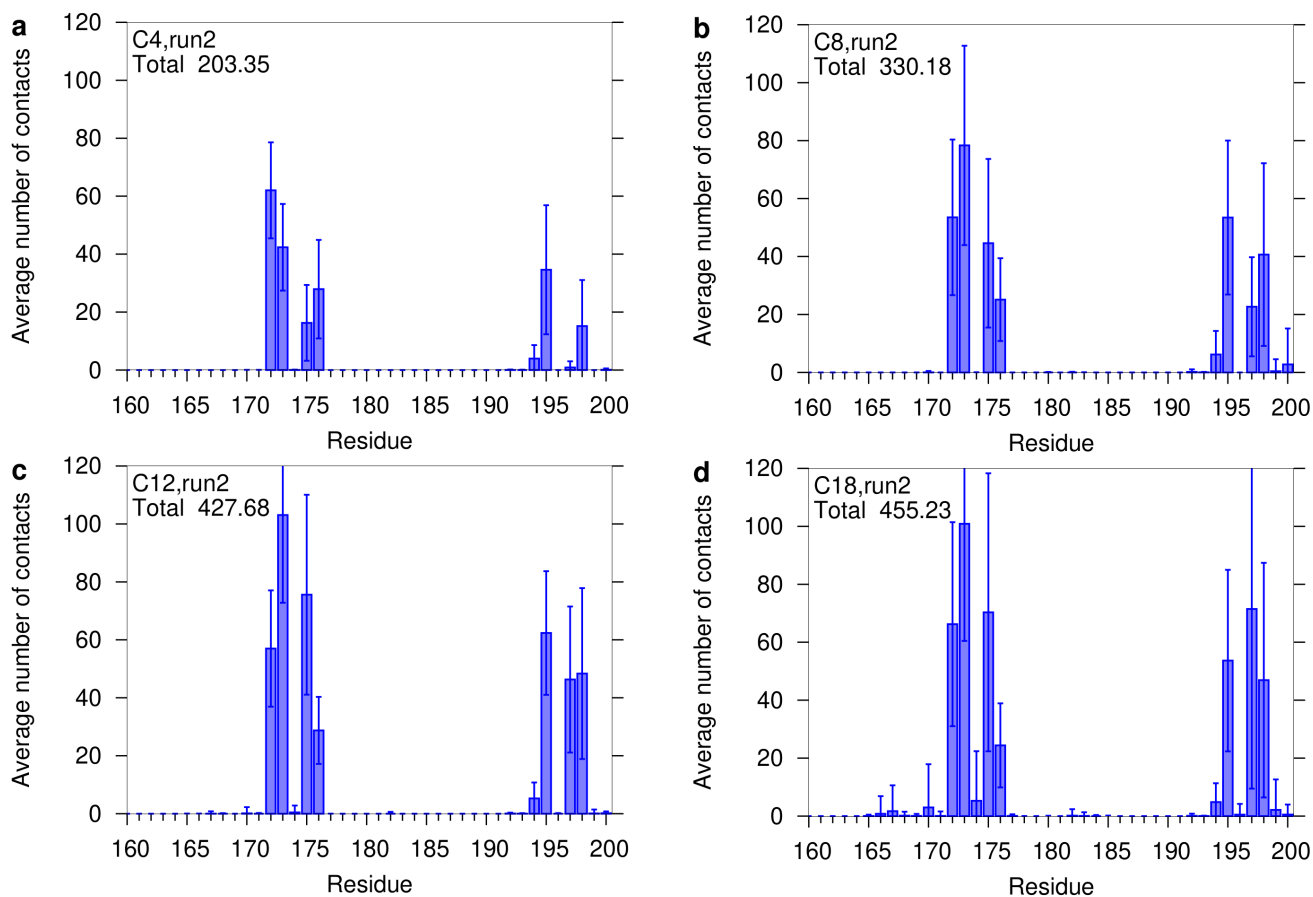 a
120
100
80
60
40
20
0
Average number of contacts
C4,run2
Total 203.35
160 165 170 175 180 185 190 195 200
Residue
b
120
100
80
60
40
20
0
Average number of contacts
C8,run2
Total 330.18
160 165 170 175 180 185 190 195 200
Residue
c
120
100
80
60
40
20
0
Average number of contacts
C12,run2
Total 427.68
160 165 170 175 180 185 190 195 200
Residue
d
120
100
80
60
40
20
0
Average number of contacts
C18,run2
Total 455.23
160 165 170 175 180 185 190 195 200
Residue